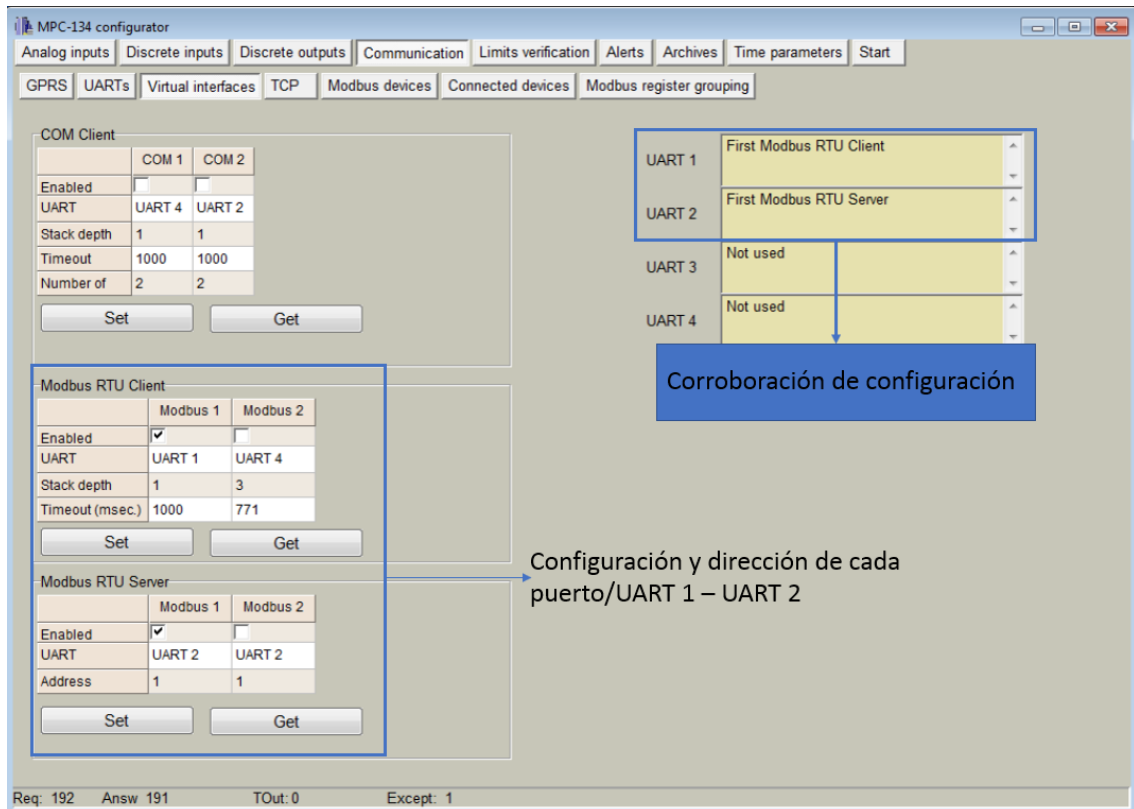 MPC-134 configurator
Analog inputs Discrete inputs Discrete outputs Communication Limits verification Alerts Archives Time parameters Start
GPRS UARTs Virtual interfaces TCP Modbus devices Connected devices Modbus register grouping
COM Client
COM 1 COM 2
Enabled
UART UART 4 UART 2
Stack depth 1 1
Timeout 1000 1000
Number of 2 2
Set Get
Modbus RTU Client
Modbus 1 Modbus 2
Enabled
UART UART 1 UART 4
Stack depth 1 3
Timeout (msec.) 1000 771
Set Get
Modbus RTU Server
Modbus 1 Modbus 2
Enabled
UART UART 2 UART 2
Address 1 1
Set Get
UART 1 First Modbus RTU Client
UART 2 First Modbus RTU Server
UART 3 Not used
UART 4 Not used
Corroboración de configuración
Configuración y dirección de cada
puerto/UART 1 – UART 2
Req: 192 Answ 191 TOut: 0 Except: 1